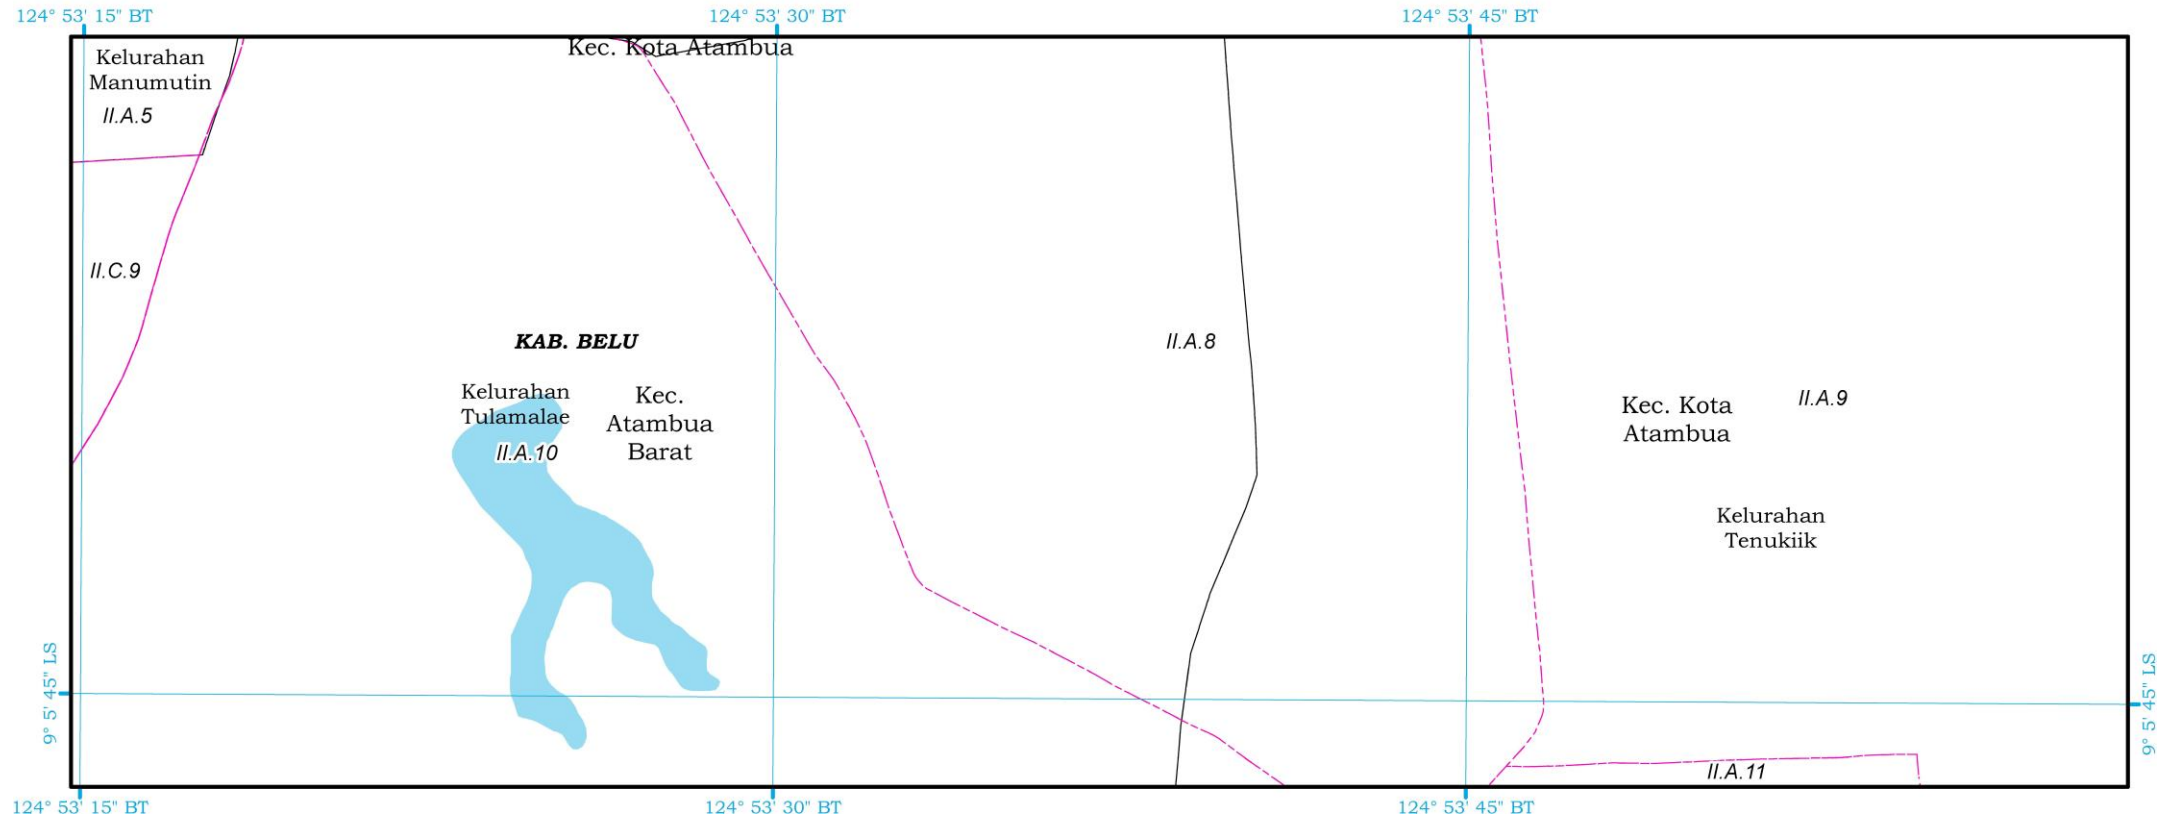 124° 53' 15" BT
124° 53' 30" BT
124° 53' 45" BT
Kec. Kota Atambua
Kelurahan
Manumutin
II.A.5
II.C.9
KAB. BELU
II.A.8
Kelurahan
Tulamalae
II.A.10
Kec.
Atambua
Barat
Kec. Kota
Atambua
II.A.9
Kelurahan
Tenukiik
9° 5' 45" LS
9° 5' 45" LS
II.A.11
124° 53' 15" BT
124° 53' 30" BT
124° 53' 45" BT